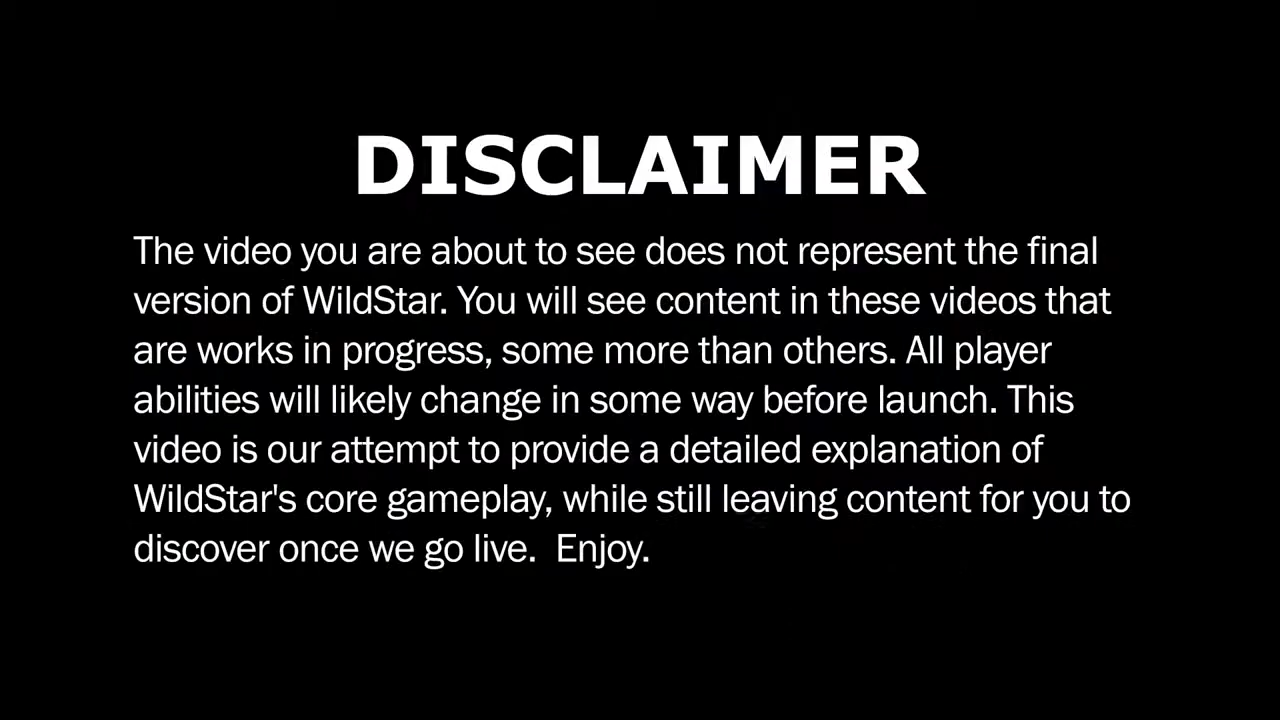 DISCLAIMER
The video you are about to see does not represent the final
version of WildStar. You will see content in these videos that
are works in progress, some more than others. All player
abilities will likely change in some way before launch. This
video is our attempt to provide a detailed explanation of
WildStar's core gameplay, while still leaving content for you to
discover once we go live.  Enjoy.